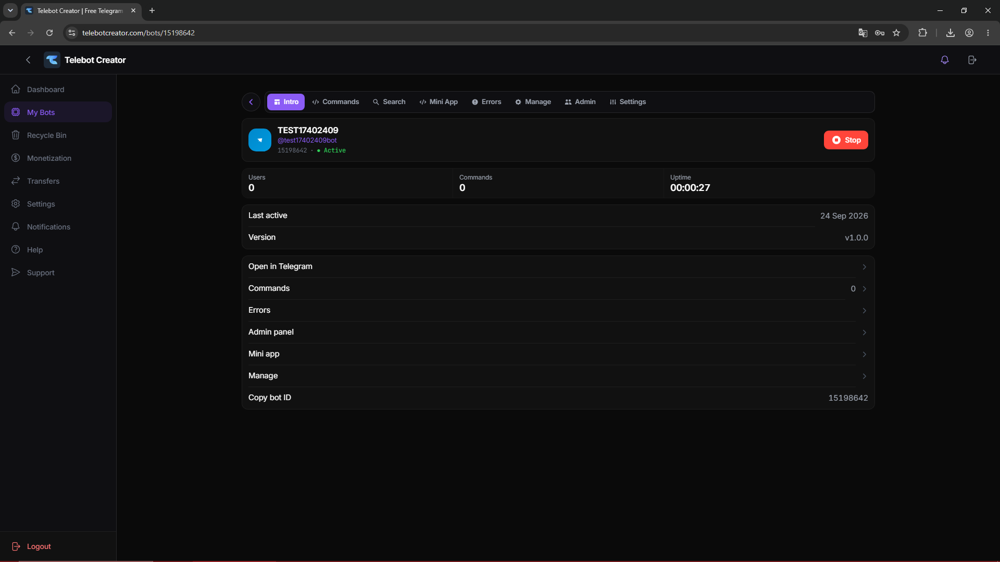 Telebot Creator | Free Telegram
telebotcreator.com/bots/15198642
Telebot Creator
Dashboard
My Bots
Recycle Bin
Monetization
Transfers
Settings
Notifications
Help
Support
Logout
Intro
Commands
Search
Mini App
Errors
Manage
Admin
Settings
TEST17402409
@test17402409bot
15198642 · ● Active
Stop
Users
0
Commands
0
Uptime
00:00:27
Last active 24 Sep 2026
Version v1.0.0
Open in Telegram
Commands 0
Errors
Admin panel
Mini app
Manage
Copy bot ID 15198642